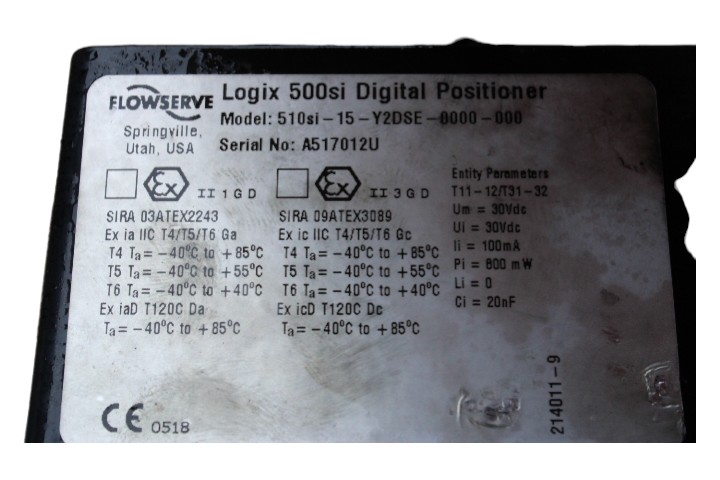 FLOWSERVE
Logix 500si Digital Positioner
Model: 510si-15-Y2DSE-0000-000
Springville,
Utah, USA
Serial No: A517012U
Ex II 1 G D
SIRA 03ATEX2243
Ex ia IIC T4/T5/T6 Ga
T4 Ta= -40°C to +85°C
T5 Ta= -40°C to +55°C
T6 Ta= -40°C to +40°C
Ex iaD T120C Da
Ta= -40°C to +85°C
Ex II 3 G D
SIRA 09ATEX3089
Ex ic IIC T4/T5/T6 Gc
T4 Ta= -40°C to +85°C
T5 Ta= -40°C to +55°C
T6 Ta= -40°C to +40°C
Ex icD T120C Dc
Ta= -40°C to +85°C
Entity Parameters
T11-12/T31-32
Um = 30Vdc
Ui = 30Vdc
Ii = 100mA
Pi = 800 mW
Li = 0
Ci = 20nF
CE 0518
214011-9